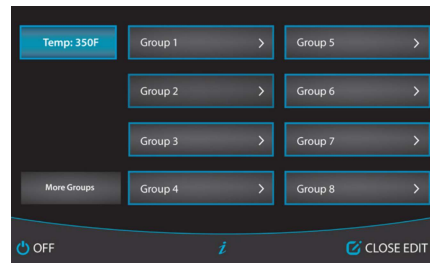 Temp: 350F Group 1 > Group 5 >
Group 2 > Group 6 >
Group 3 > Group 7 >
More Groups Group 4 > Group 8 >
OFF i CLOSE EDIT